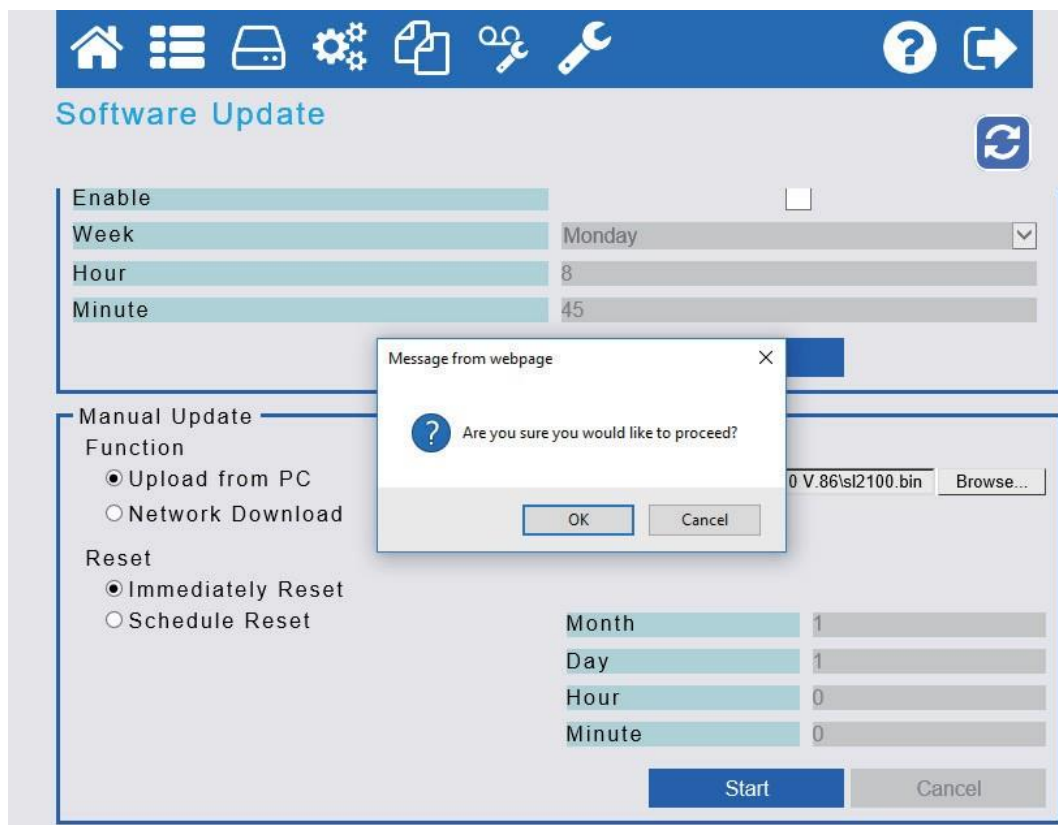 Software Update
Enable
Week Monday
Hour 8
Minute 45
Message from webpage
Are you sure you would like to proceed?
OK Cancel
Manual Update
Function
Upload from PC 0 V.86\sl2100.bin Browse...
Network Download
Reset
Immediately Reset
Schedule Reset
Month 1
Day 1
Hour 0
Minute 0
Start Cancel